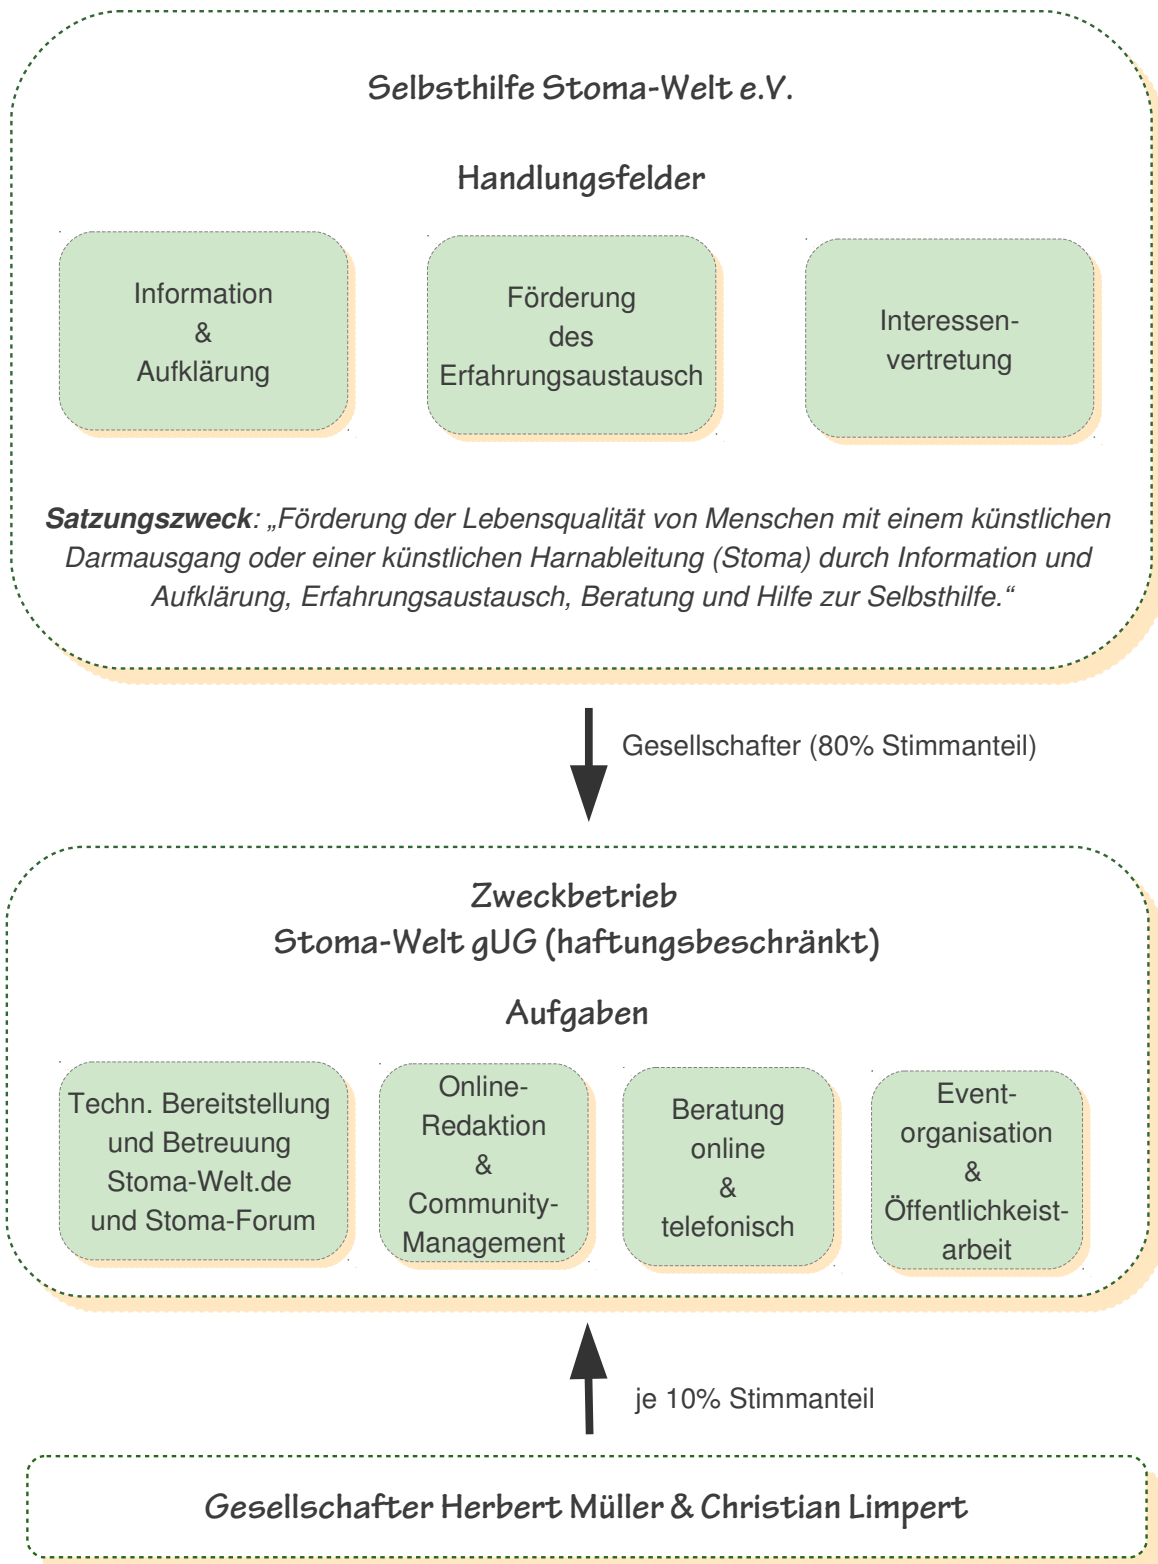 Selbsthilfe Stoma-Welt e.V.
Handlungsfelder
Information
&
Aufklärung
Förderung
des
Erfahrungsaustausch
Interessen-
vertretung
Satzungszweck: „Förderung der Lebensqualität von Menschen mit einem künstlichen
Darmausgang oder einer künstlichen Harnableitung (Stoma) durch Information und
Aufklärung, Erfahrungsaustausch, Beratung und Hilfe zur Selbsthilfe.“
Gesellschafter (80% Stimmanteil)
Zweckbetrieb
Stoma-Welt gUG (haftungsbeschränkt)
Aufgaben
Techn. Bereitstellung
und Betreuung
Stoma-Welt.de
und Stoma-Forum
Online-
Redaktion
&
Community-
Management
Beratung
online
&
telefonisch
Event-
organisation
&
Öffentlichkeist-
arbeit
je 10% Stimmanteil
Gesellschafter Herbert Müller & Christian Limpert